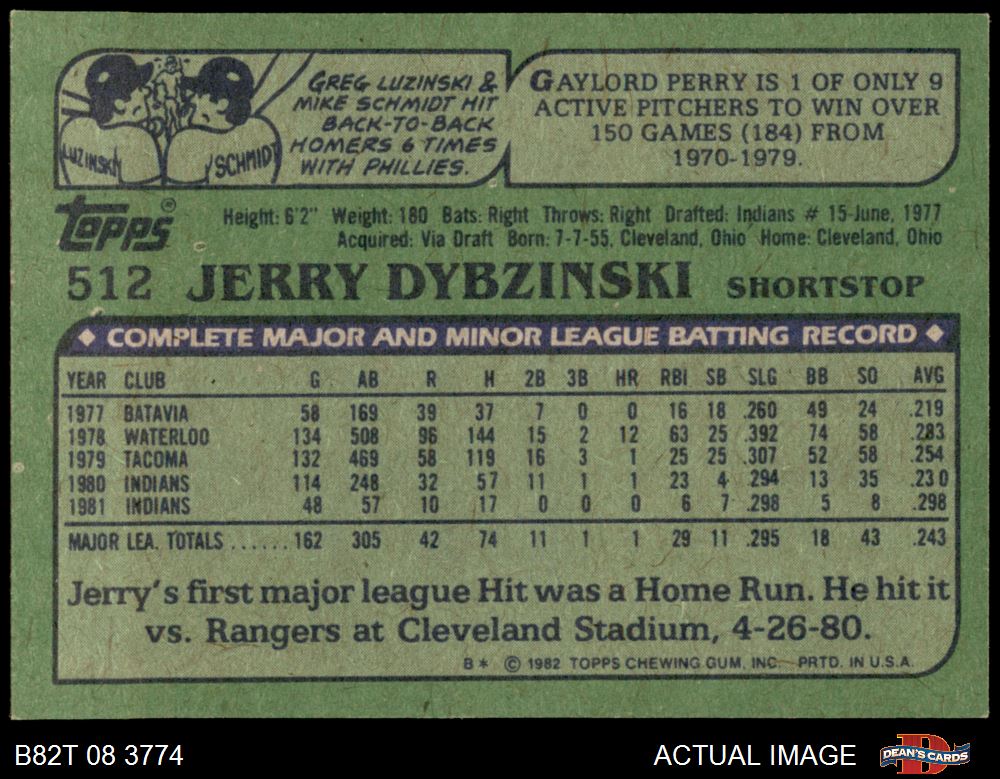 GREG LUZINSKI &
MIKE SCHMIDT HIT
BACK-TO-BACK
HOMERS 6 TIMES
WITH PHILLIES.
LUZINSKI
SCHMIDT
GAYLORD PERRY IS 1 OF ONLY 9
ACTIVE PITCHERS TO WIN OVER
150 GAMES (184) FROM
1970-1979.
topps®
Height: 6'2" Weight: 180 Bats: Right Throws: Right Drafted: Indians # 15-June, 1977
Acquired: Via Draft Born: 7-7-55, Cleveland, Ohio Home: Cleveland, Ohio
512 JERRY DYBZINSKI SHORTSTOP
◆ COMPLETE MAJOR AND MINOR LEAGUE BATTING RECORD ◆
YEAR CLUB G AB R H 2B 3B HR RBI SB SLG BB SO AVG
1977 BATAVIA 58 169 39 37 7 0 0 16 18 .260 49 24 .219
1978 WATERLOO 134 508 96 144 15 2 12 63 25 .392 74 58 .283
1979 TACOMA 132 469 58 119 16 3 1 25 25 .307 52 58 .254
1980 INDIANS 114 248 32 57 11 1 1 23 4 .294 13 35 .230
1981 INDIANS 48 57 10 17 0 0 0 6 7 .298 5 8 .298
MAJOR LEA. TOTALS ...... 162 305 42 74 11 1 1 29 11 .295 18 43 .243
Jerry's first major league Hit was a Home Run. He hit it
vs. Rangers at Cleveland Stadium, 4-26-80.
B* © 1982 TOPPS CHEWING GUM, INC. PRTD. IN U.S.A.
B82T 08 3774
ACTUAL IMAGE
D
DEAN'S CARDS